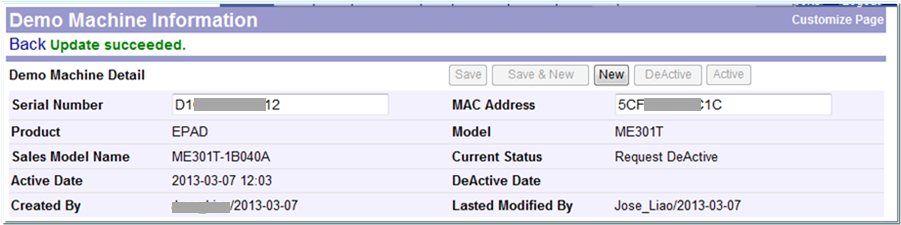 Demo Machine Information Customize Page
Back Update succeeded.
Demo Machine Detail Save Save & New New DeActive Active
Serial Number D1 12 MAC Address 5CF C1C
Product EPAD Model ME301T
Sales Model Name ME301T-1B040A Current Status Request DeActive
Active Date 2013-03-07 12:03 DeActive Date
Created By /2013-03-07 Lasted Modified By Jose_Liao/2013-03-07